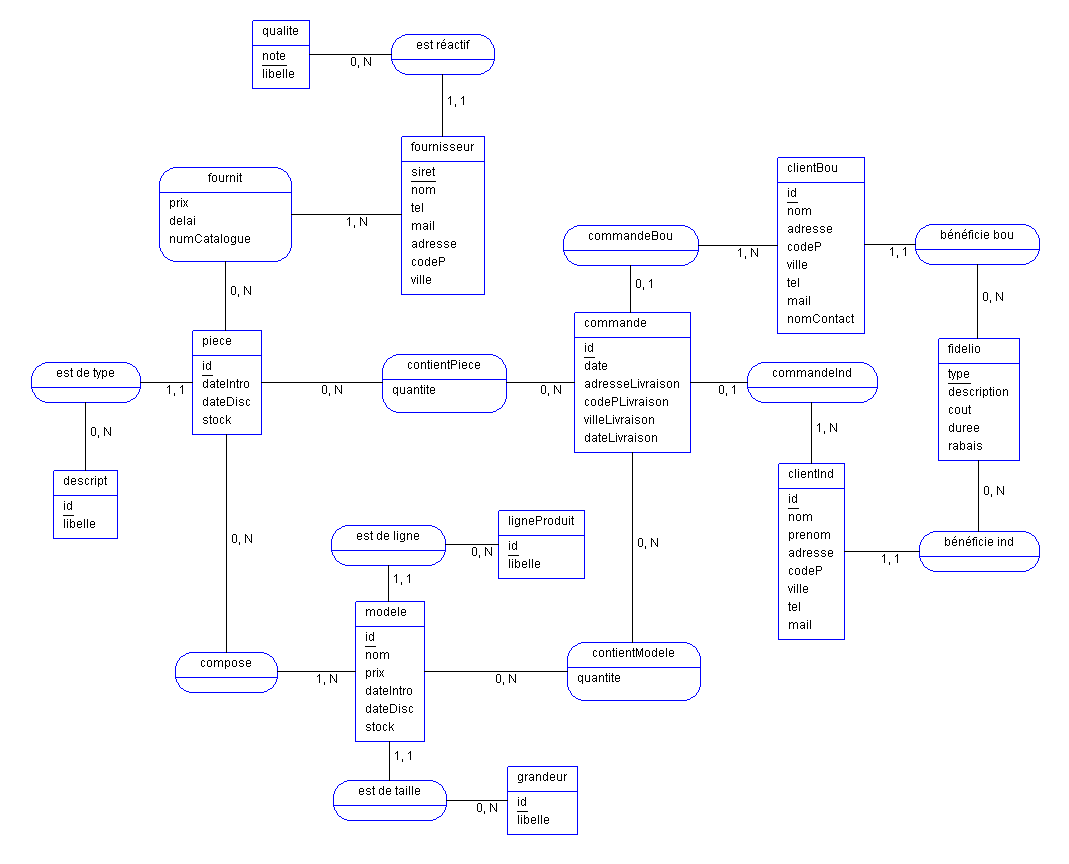 qualite
note
libelle
0, N
est réactif
1, 1
fournisseur
siret
nom
tel
mail
adresse
codeP
ville
fournit
prix
delai
numCatalogue
1, N
0, N
clientBou
id
nom
adresse
codeP
ville
tel
mail
nomContact
commandeBou
1, N
0, 1
bénéficie bou
1, 1
0, N
piece
id
dateIntro
dateDisc
stock
est de type
1, 1
0, N
descript
id
libelle
contientPiece
quantite
0, N
0, N
commande
id
date
adresseLivraison
codePLivraison
villeLivraison
dateLivraison
commandeInd
0, 1
1, N
fidelio
type
description
cout
duree
rabais
0, N
clientInd
id
nom
prenom
adresse
codeP
ville
tel
mail
bénéficie ind
1, 1
0, N
est de ligne
0, N
ligneProduit
id
libelle
1, 1
0, N
modele
id
nom
prix
dateIntro
dateDisc
stock
compose
1, N
contientModele
quantite
0, N
1, 1
est de taille
0, N
grandeur
id
libelle